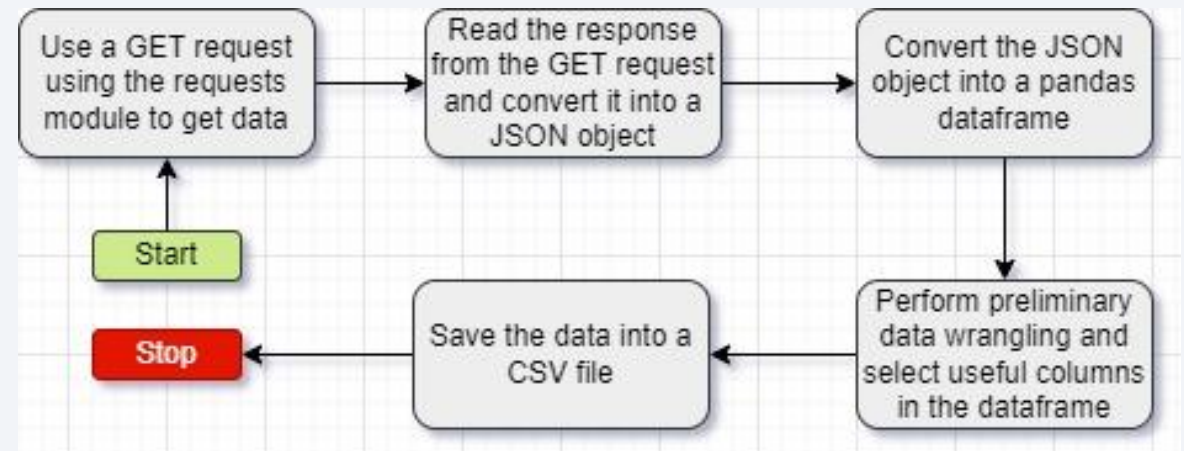 Use a GET request
using the requests
module to get data
Read the response
from the GET request
and convert it into a
JSON object
Convert the JSON
object into a pandas
dataframe
Start
Stop
Save the data into a
CSV file
Perform preliminary
data wrangling and
select useful columns
in the dataframe